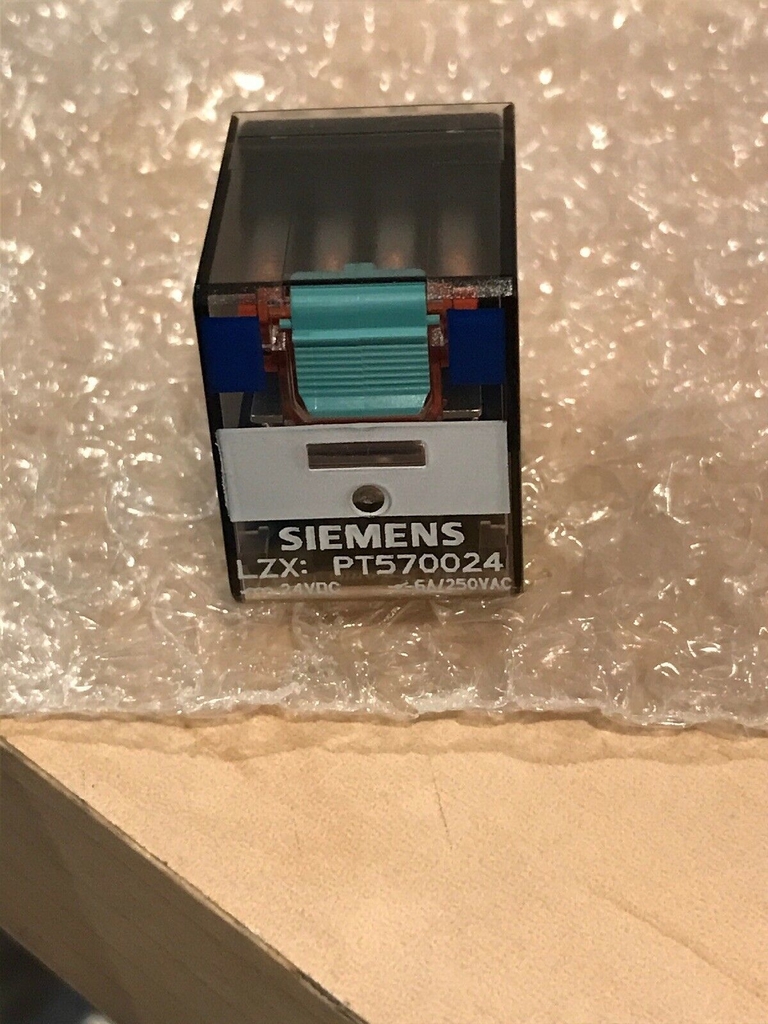 SIEMENS
LZX: PT570024
24VDC 6A/250VAC